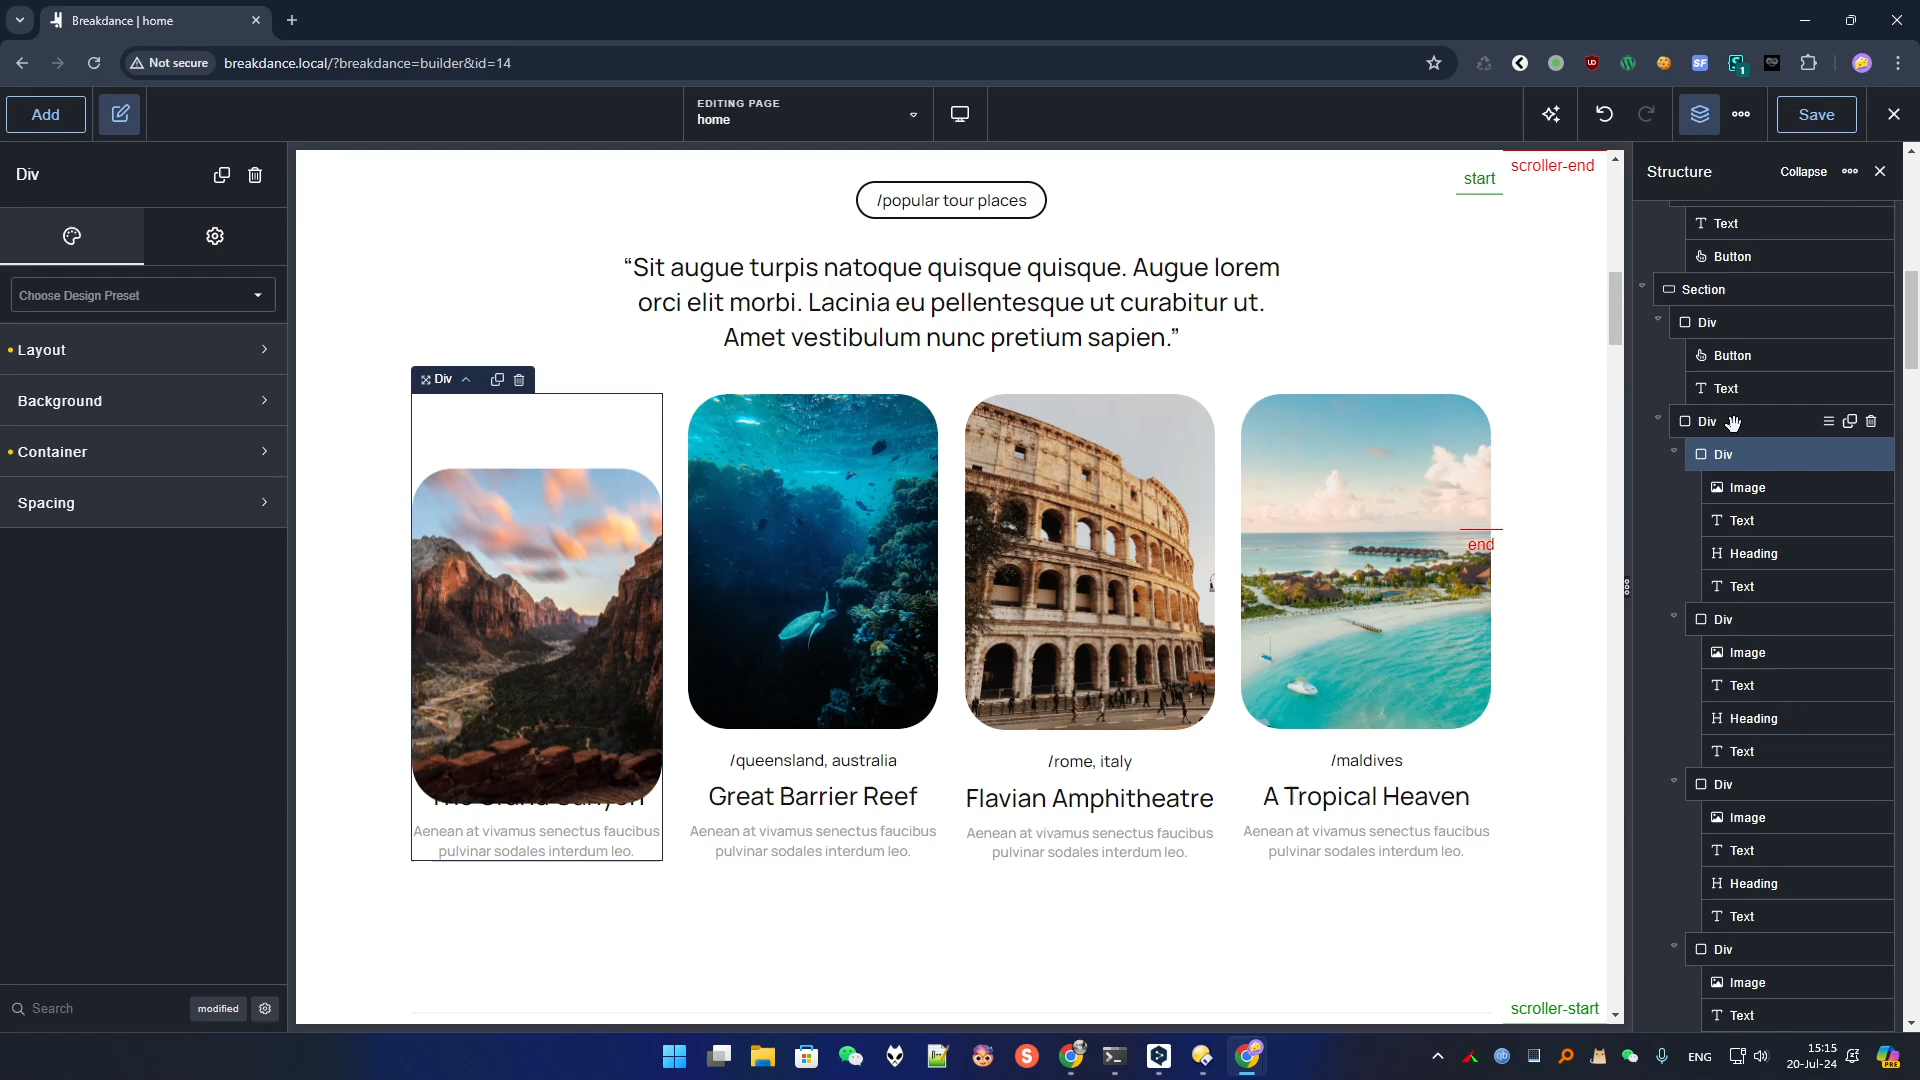 Breakdance | home
Not secure
breakdance.local/?breakdance=builder&id=14
Add
EDITING PAGE
home
Save
Div
Choose Design Preset
Layout
Background
Container
Spacing
Search
modified
/popular tour places
“Sit augue turpis natoque quisque quisque. Augue lorem
orci elit morbi. Lacinia eu pellentesque ut curabitur ut.
Amet vestibulum nunc pretium sapien.”
scroller-end
start
end
scroller-start
Div
The Grand Canyon
Aenean at vivamus senectus faucibus
pulvinar sodales interdum leo.
/queensland, australia
Great Barrier Reef
Aenean at vivamus senectus faucibus
pulvinar sodales interdum leo.
/rome, italy
Flavian Amphitheatre
Aenean at vivamus senectus faucibus
pulvinar sodales interdum leo.
/maldives
A Tropical Heaven
Aenean at vivamus senectus faucibus
pulvinar sodales interdum leo.
Structure
Collapse
Text
Button
Section
Div
Button
Text
Div
Div
Image
Text
Heading
Text
Div
Image
Text
Heading
Text
Div
Image
Text
Heading
Text
Div
Image
Text
ENG
15:15
20-Jul-24